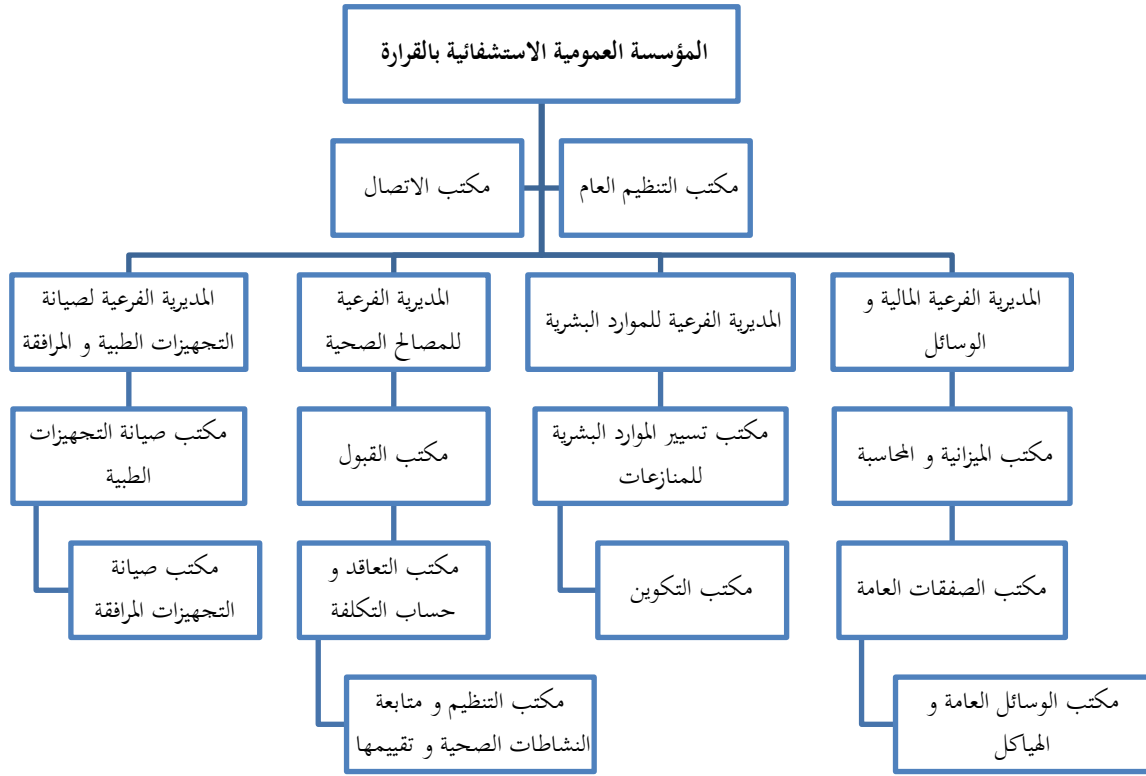 المؤسسة العمومية الاستشفائية بالقرارة
مكتب التنظيم العام
مكتب الاتصال
المديرية الفرعية المالية و
الوسائل
المديرية الفرعية للموارد البشرية
المديرية الفرعية
للمصالح الصحية
المديرية الفرعية لصيانة
التجهيزات الطبية و المرافقة
مكتب الميزانية و المحاسبة
مكتب تسيير الموارد البشرية
للمنازعات
مكتب القبول
مكتب صيانة التجهيزات
الطبية
مكتب الصفقات العامة
مكتب التكوين
مكتب التعاقد و
حساب التكلفة
مكتب صيانة
التجهيزات المرافقة
مكتب الوسائل العامة و
الهياكل
مكتب التنظيم و متابعة
النشاطات الصحية و تقييمها